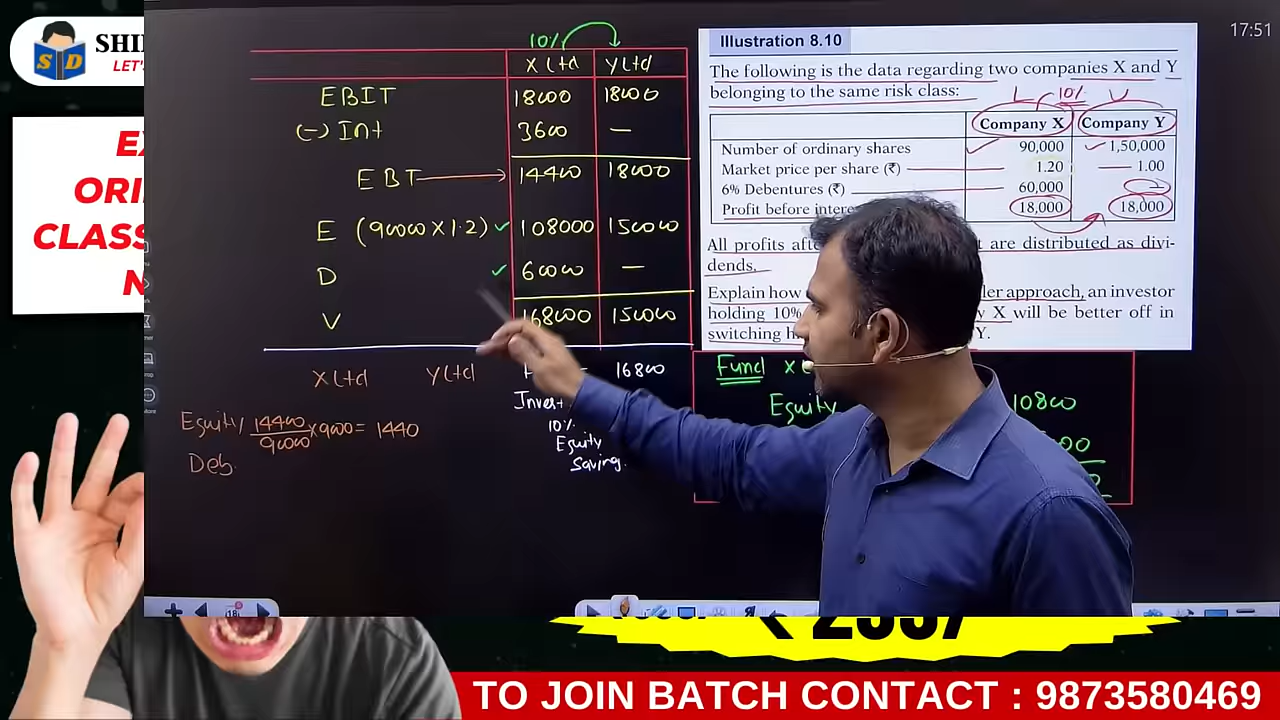 SHI
LET'S
S D
EX
ORI
CLASS
N
17:51
10%
X Ltd Y Ltd
EBIT 18000 18000
(-) Int 3600 —
EBT 14400 18000
E (90000 x 1.2) 108000 150000
D 60000 —
V 168000 150000
X Ltd Y Ltd
16800
Equity 14400/90000 x 9000 = 1440
Deb.
Invest
10%
Equity
Saving
Illustration 8.10
The following is the data regarding two companies X and Y
belonging to the same risk class:
10%
Company X Company Y
Number of ordinary shares 90,000 1,50,000
Market price per share (₹) 1.20 1.00
6% Debentures (₹) 60,000 —
Profit before intere 18,000 18,000
All profits afte are distributed as divi-
dends.
Explain how ler approach, an investor
holding 10% y X will be better off in
switching h Y.
Fund X
Equity 10800
TO JOIN BATCH CONTACT : 9873580469